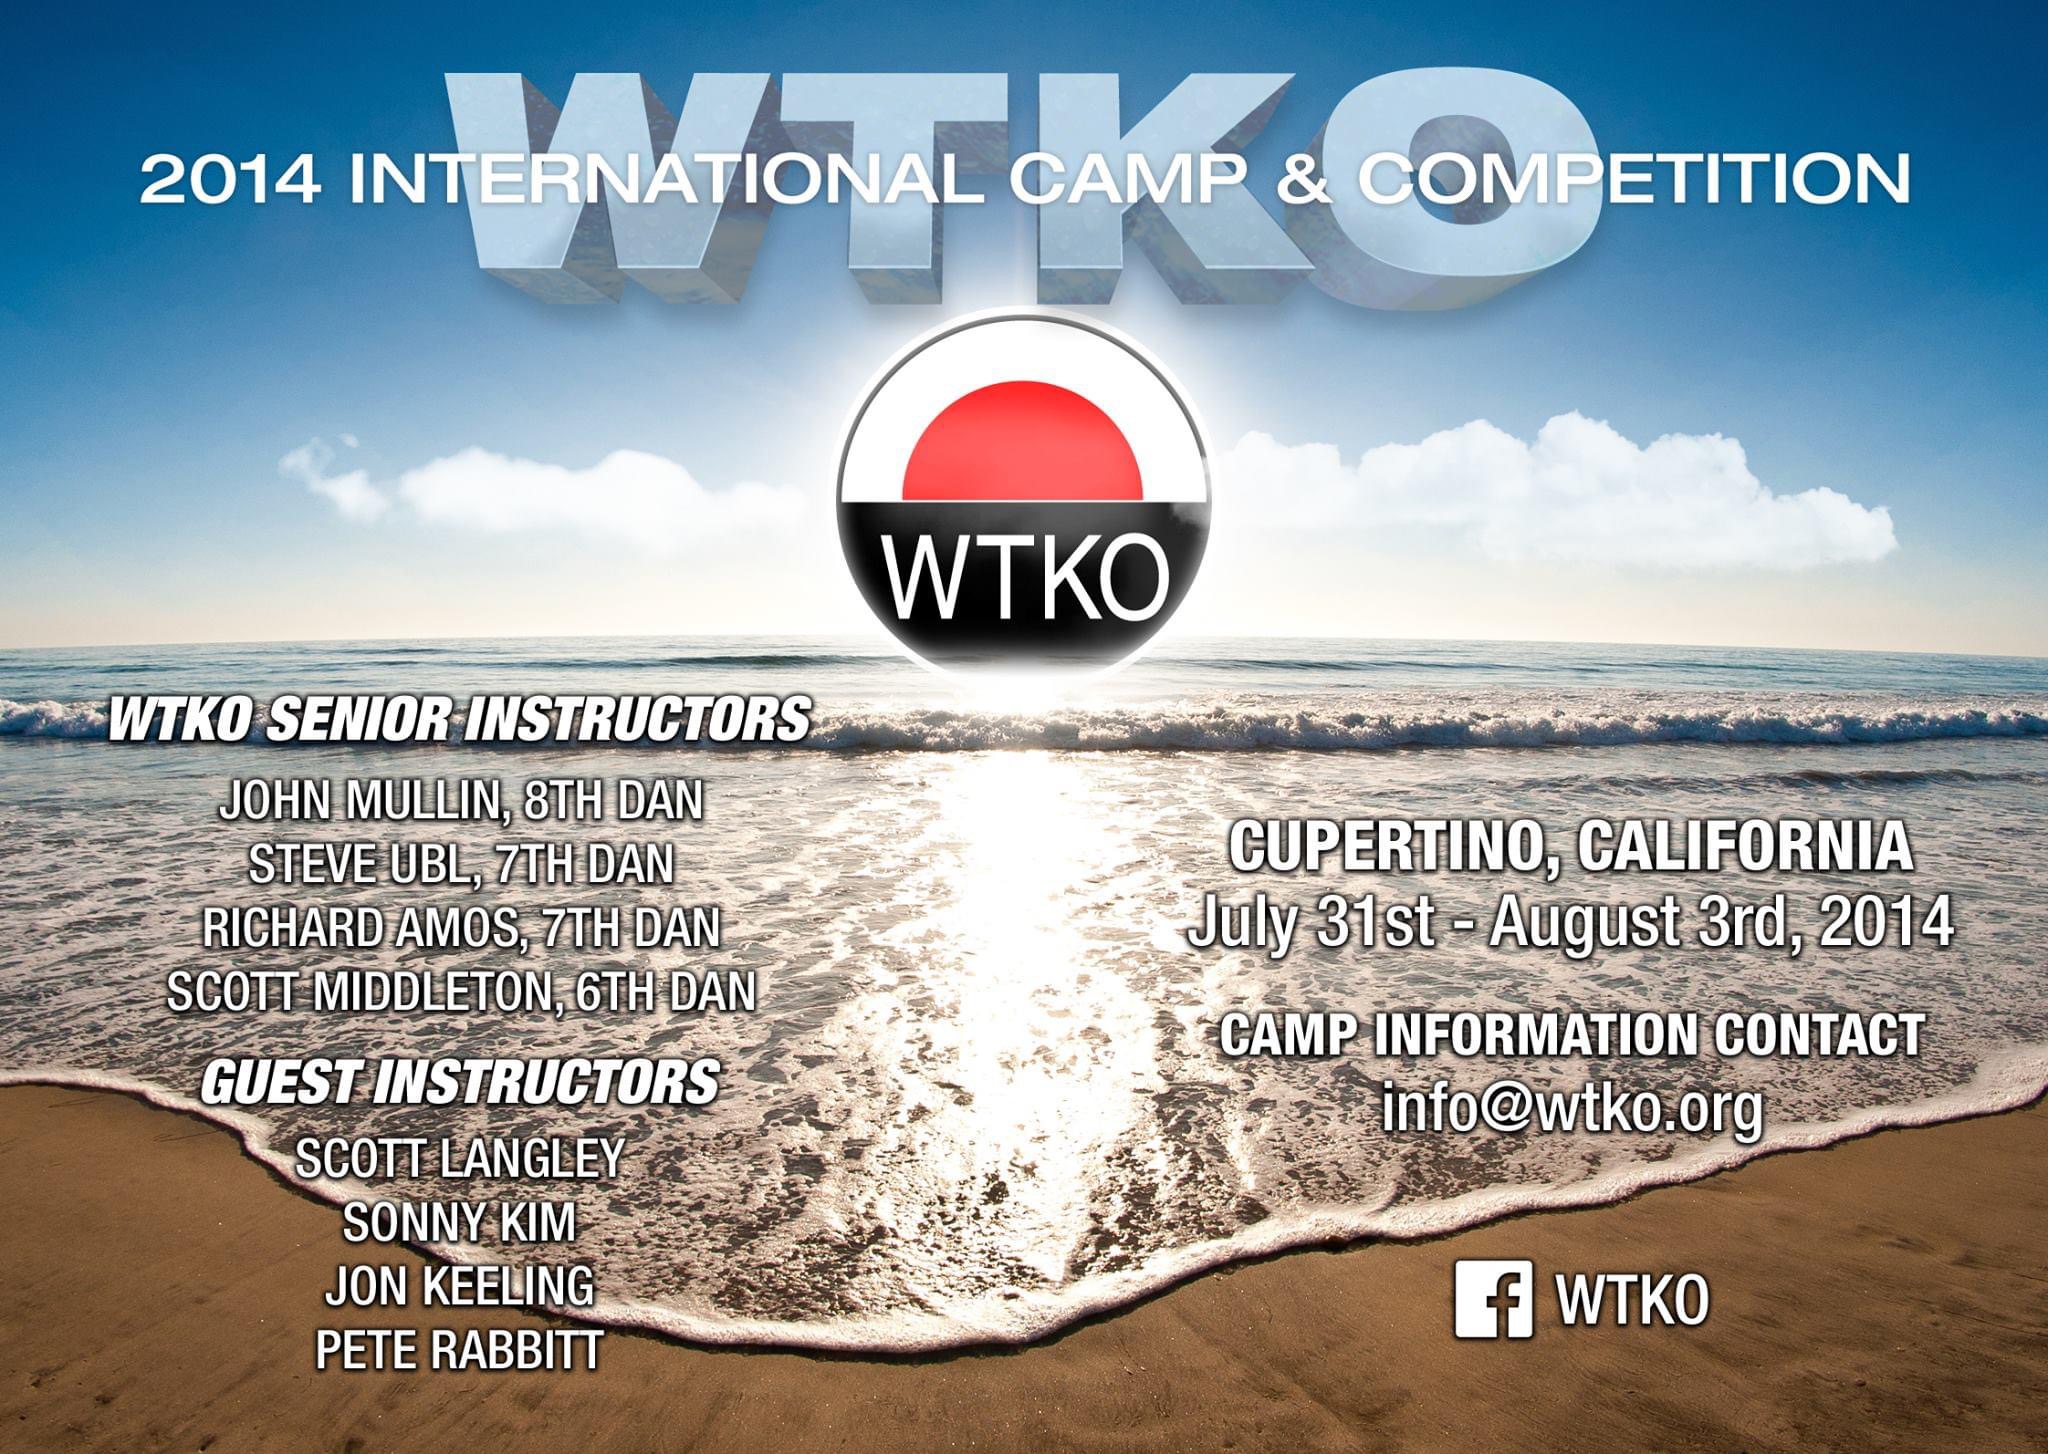 WTKO
2014 INTERNATIONAL CAMP & COMPETITION
WTKO
WTKO SENIOR INSTRUCTORS
JOHN MULLIN, 8TH DAN
STEVE UBL, 7TH DAN
RICHARD AMOS, 7TH DAN
SCOTT MIDDLETON, 6TH DAN
GUEST INSTRUCTORS
SCOTT LANGLEY
SONNY KIM
JON KEELING
PETE RABBITT
CUPERTINO, CALIFORNIA
July 31st - August 3rd, 2014
CAMP INFORMATION CONTACT
info@wtko.org
f WTKO